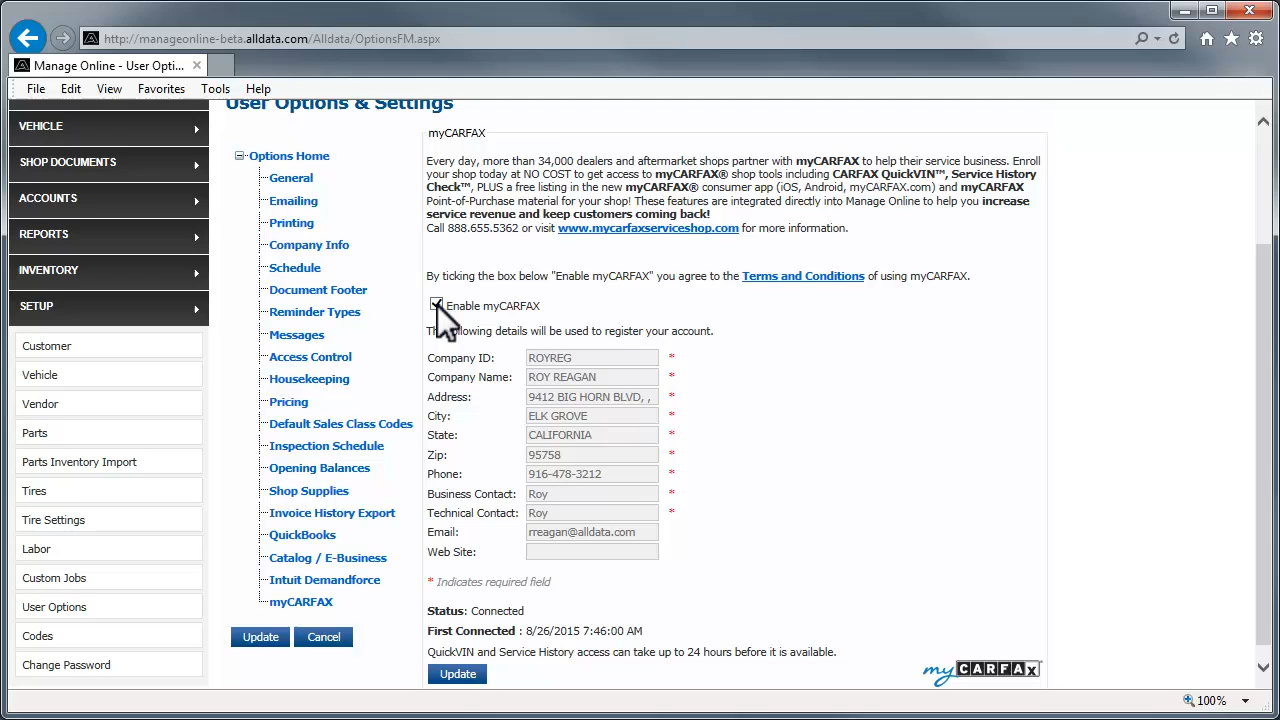 http://manageonline-beta.alldata.com/Alldata/OptionsFM.aspx
Manage Online - User Opti...
File Edit View Favorites Tools Help
VEHICLE
SHOP DOCUMENTS
ACCOUNTS
REPORTS
INVENTORY
SETUP
Customer
Vehicle
Vendor
Parts
Parts Inventory Import
Tires
Tire Settings
Labor
Custom Jobs
User Options
Codes
Change Password
User Options & Settings
Options Home
General
Emailing
Printing
Company Info
Schedule
Document Footer
Reminder Types
Messages
Access Control
Housekeeping
Pricing
Default Sales Class Codes
Inspection Schedule
Opening Balances
Shop Supplies
Invoice History Export
QuickBooks
Catalog / E-Business
Intuit Demandforce
myCARFAX
Update Cancel
myCARFAX
Every day, more than 34,000 dealers and aftermarket shops partner with myCARFAX to help their service business. Enroll
your shop today at NO COST to get access to myCARFAX® shop tools including CARFAX QuickVIN™, Service History
Check™, PLUS a free listing in the new myCARFAX® consumer app (iOS, Android, myCARFAX.com) and myCARFAX
Point-of-Purchase material for your shop! These features are integrated directly into Manage Online to help you increase
service revenue and keep customers coming back!
Call 888.655.5362 or visit www.mycarfaxserviceshop.com for more information.
By ticking the box below "Enable myCARFAX" you agree to the Terms and Conditions of using myCARFAX.
Enable myCARFAX
following details will be used to register your account.
Company ID: ROYREG *
Company Name: ROY REAGAN *
Address: 9412 BIG HORN BLVD, , *
City: ELK GROVE *
State: CALIFORNIA *
Zip: 95758 *
Phone: 916-478-3212 *
Business Contact: Roy *
Technical Contact: Roy *
Email: rreagan@alldata.com
Web Site:
* Indicates required field
Status: Connected
First Connected : 8/26/2015 7:46:00 AM
QuickVIN and Service History access can take up to 24 hours before it is available.
Update
my CARFAX
100%